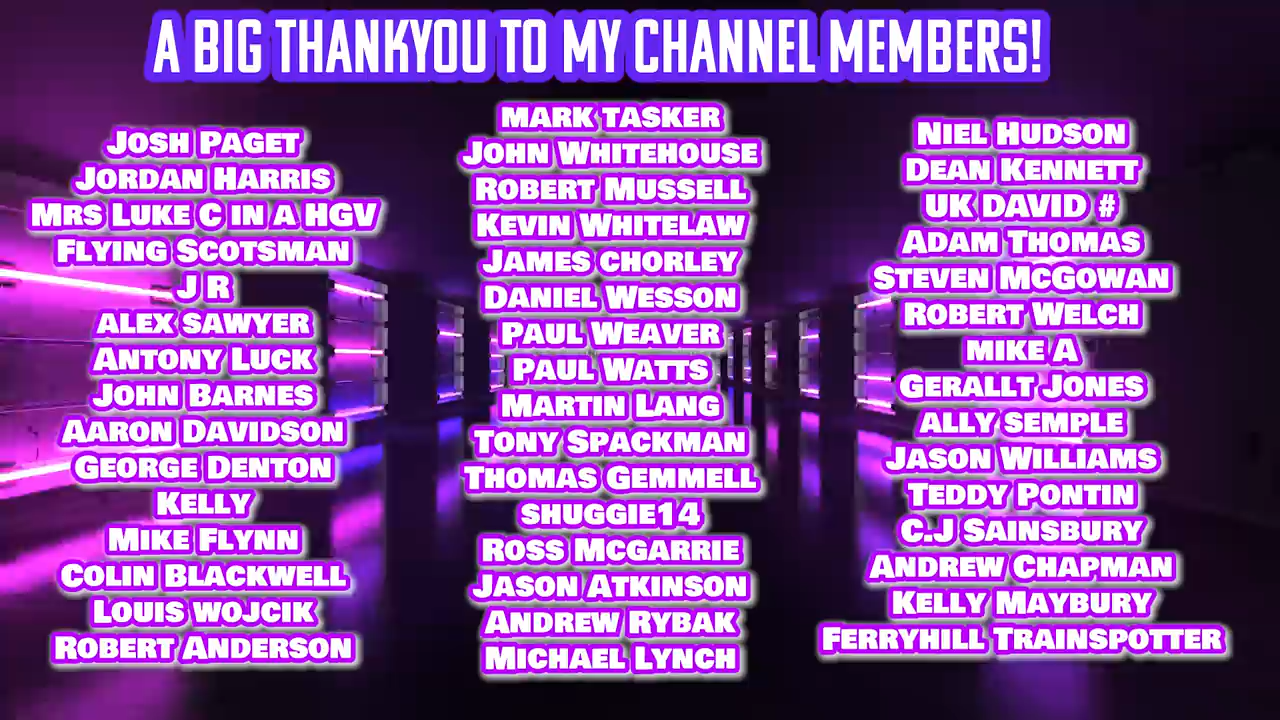 A BIG THANKYOU TO MY CHANNEL MEMBERS!
Josh Paget
Jordan Harris
Mrs Luke C in a HGV
Flying Scotsman
J R
alex sawyer
Antony Luck
John Barnes
Aaron Davidson
George Denton
Kelly
Mike Flynn
Colin Blackwell
Louis wojcik
Robert Anderson
mark tasker
John Whitehouse
Robert Mussell
Kevin Whitelaw
James chorley
Daniel Wesson
Paul Weaver
Paul Watts
Martin Lang
tony Spackman
Thomas Gemmell
shuggie14
Ross Mcgarrie
Jason Atkinson
Andrew Rybak
Michael Lynch
Niel Hudson
Dean Kennett
UK DAVID #
Adam Thomas
Steven McGowan
Robert Welch
mike A
Gerallt Jones
ally semple
Jason Williams
Teddy Pontin
C.J Sainsbury
Andrew Chapman
Kelly Maybury
Ferryhill Trainspotter